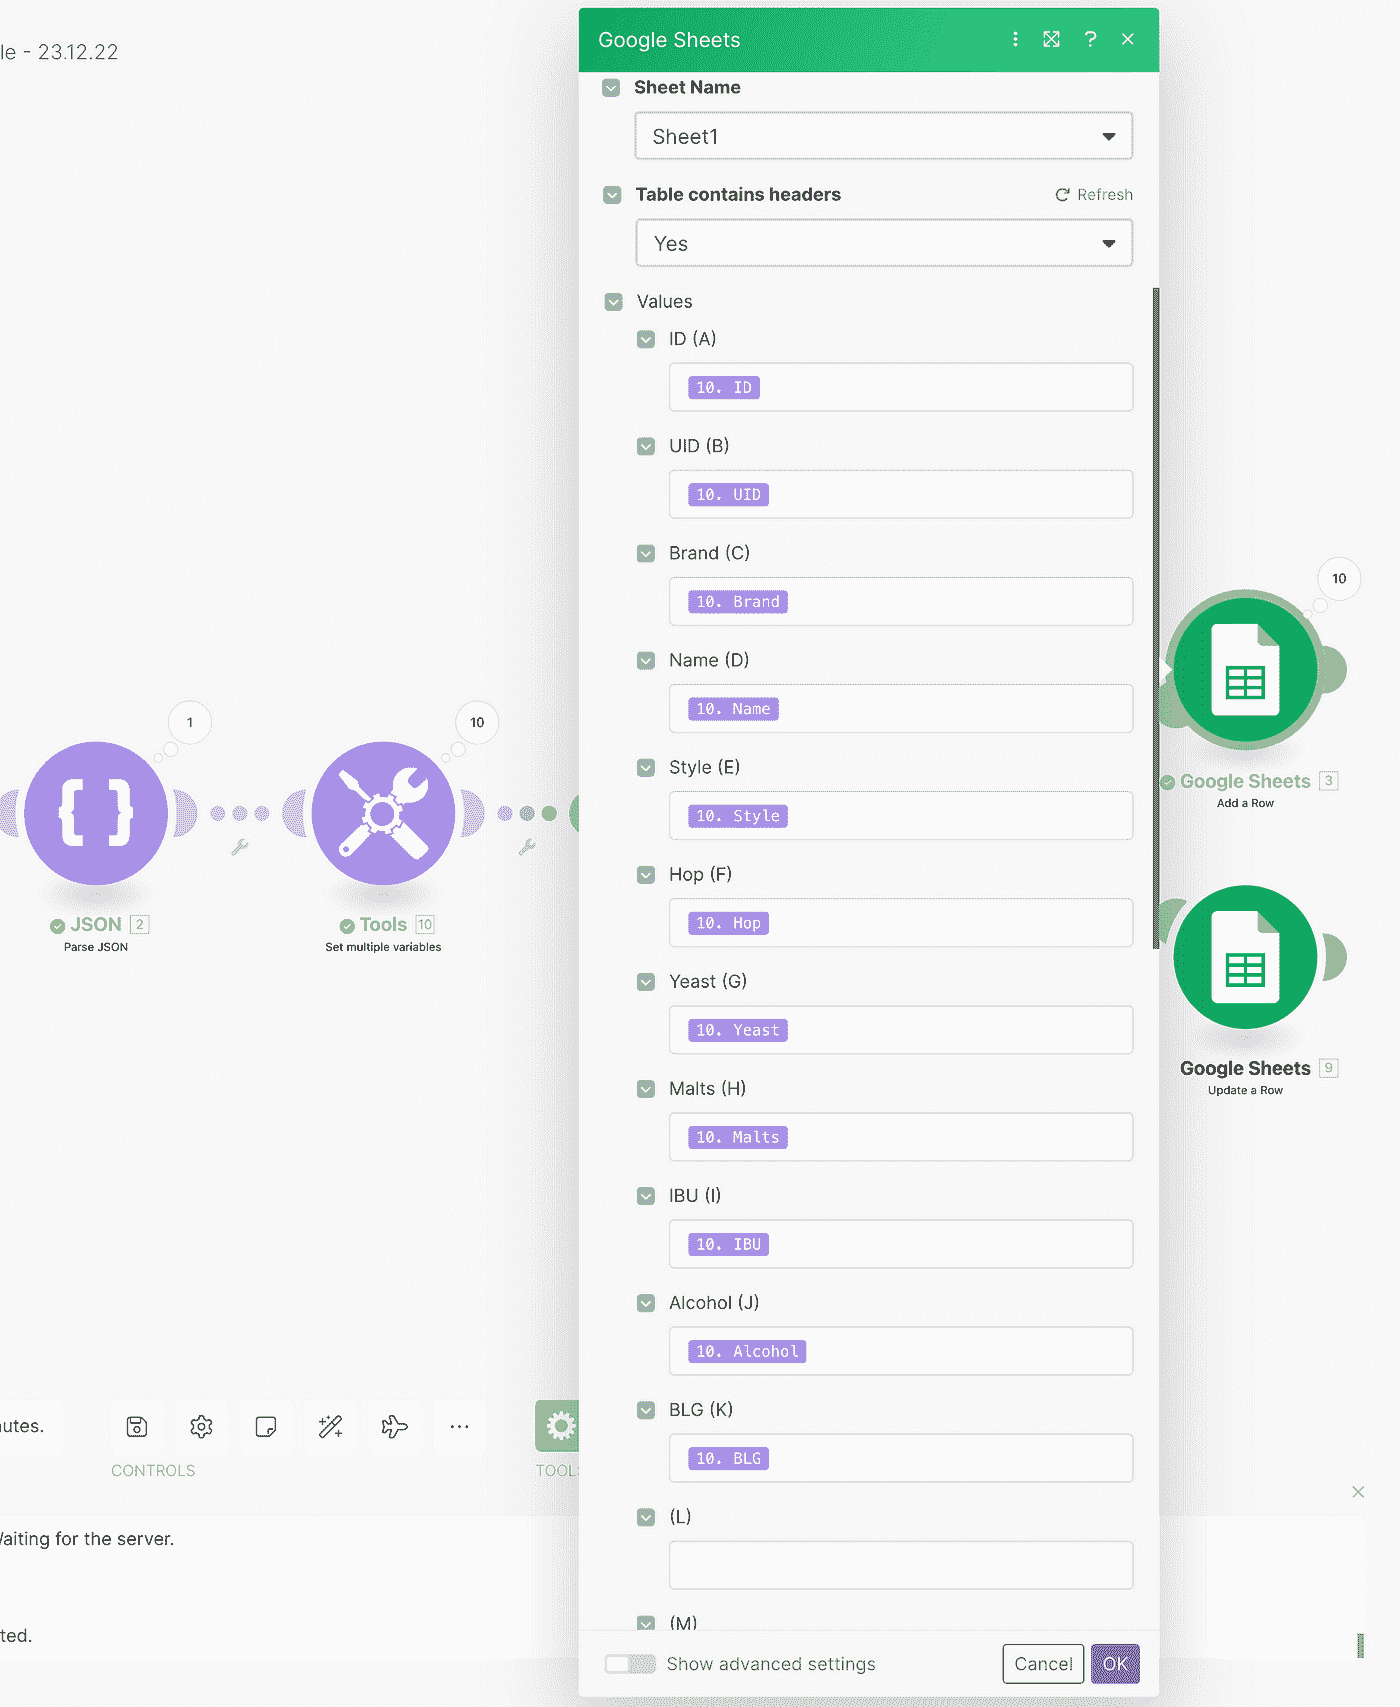 le - 23.12.22
Google Sheets
?
Sheet Name
Sheet1
Table contains headers
Refresh
Yes
Values
ID (A)
10. ID
UID (B)
10. UID
Brand (C)
10. Brand
Name (D)
10. Name
Style (E)
10. Style
Hop (F)
10. Hop
Yeast (G)
10. Yeast
Malts (H)
10. Malts
IBU (I)
10. IBU
Alcohol (J)
10. Alcohol
BLG (K)
10. BLG
(L)
(M)
Show advanced settings
Cancel
OK
1
JSON 2
Parse JSON
10
Tools 10
Set multiple variables
10
Google Sheets 3
Add a Row
Google Sheets 9
Update a Row
utes.
CONTROLS
TOOL
Waiting for the server.
ted.